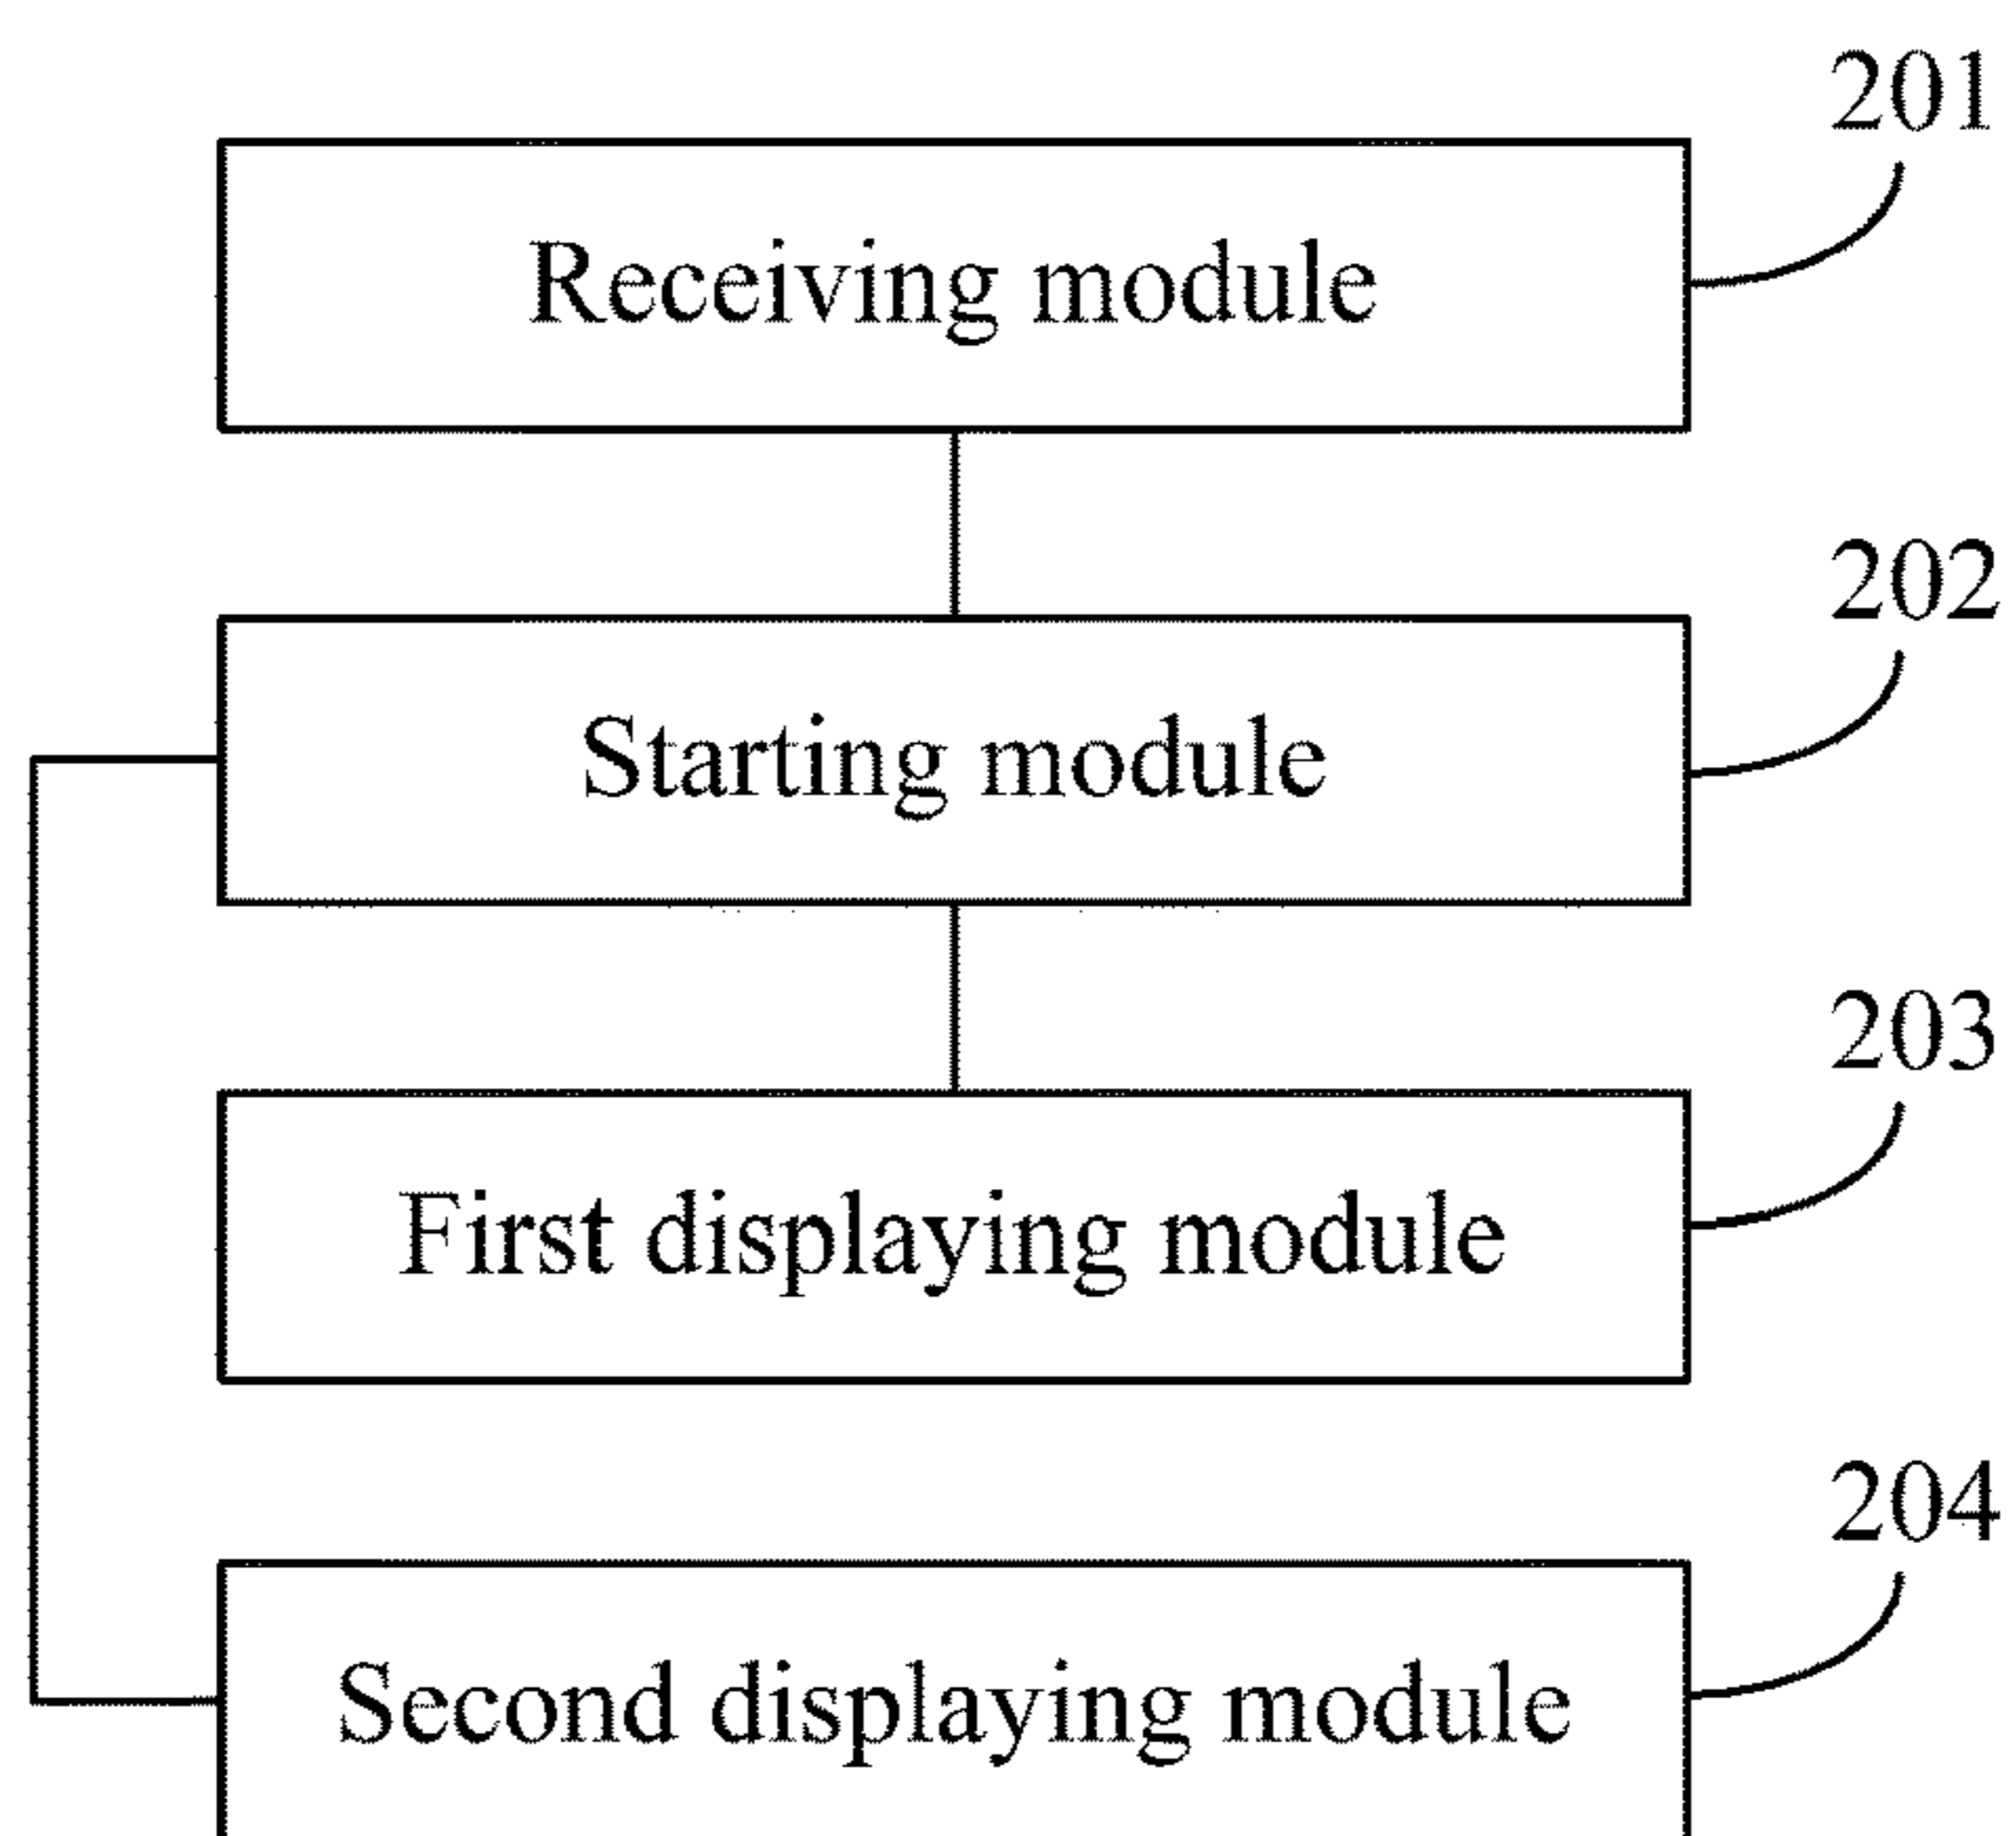 201
Receiving module
202
Starting module
203
First displaying module
204
Second displaying module